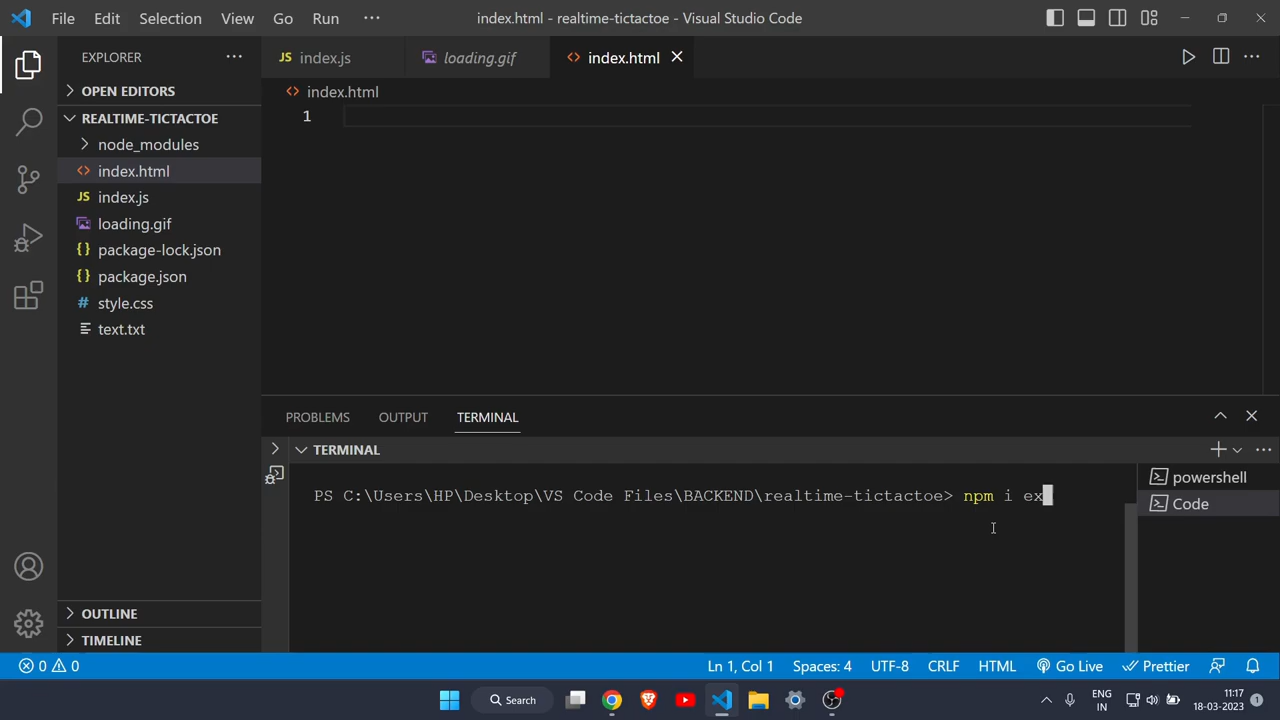 File Edit Selection View Go Run ··· index.html - realtime-tictactoe - Visual Studio Code
EXPLORER ···
JS index.js loading.gif <> index.html
OPEN EDITORS
<> index.html
REALTIME-TICTACTOE
1
node_modules
<> index.html
JS index.js
loading.gif
{} package-lock.json
{} package.json
# style.css
text.txt
PROBLEMS OUTPUT TERMINAL
TERMINAL
PS C:\Users\HP\Desktop\VS Code Files\BACKEND\realtime-tictactoe> npm i ex
powershell
Code
OUTLINE
TIMELINE
0 0 Ln 1, Col 1 Spaces: 4 UTF-8 CRLF HTML Go Live Prettier
Search
ENG
IN
11:17
18-03-2023
1